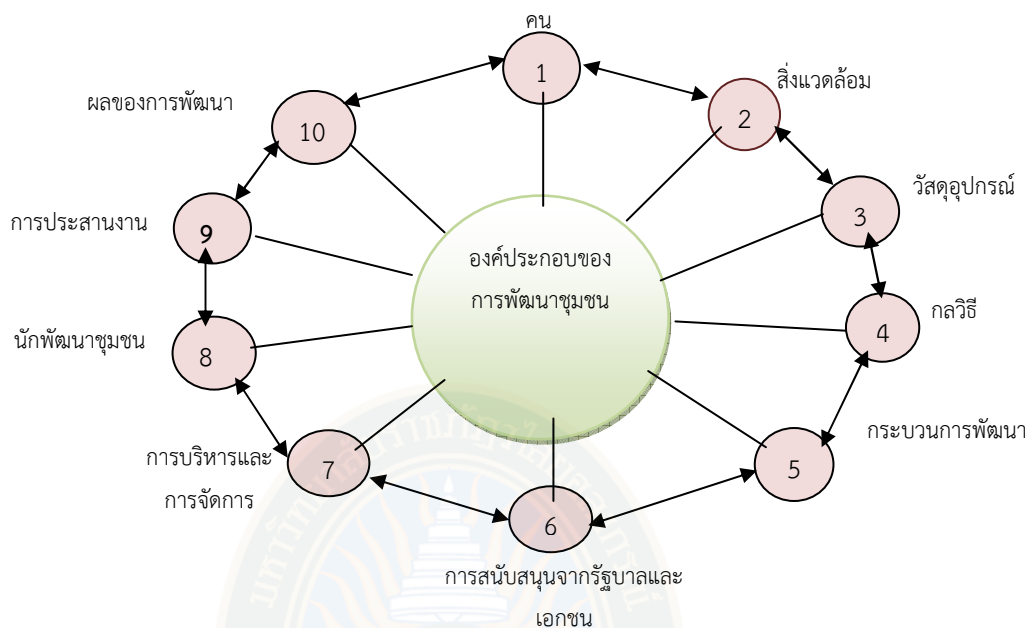 คน
1
สิ่งแวดล้อม
2
วัสดุอุปกรณ์
3
กลวิธี
4
กระบวนการพัฒนา
5
การสนับสนุนจากรัฐบาลและ
เอกชน
6
การบริหารและ
การจัดการ
7
นักพัฒนาชุมชน
8
การประสานงาน
9
ผลของการพัฒนา
10
องค์ประกอบของ
การพัฒนาชุมชน